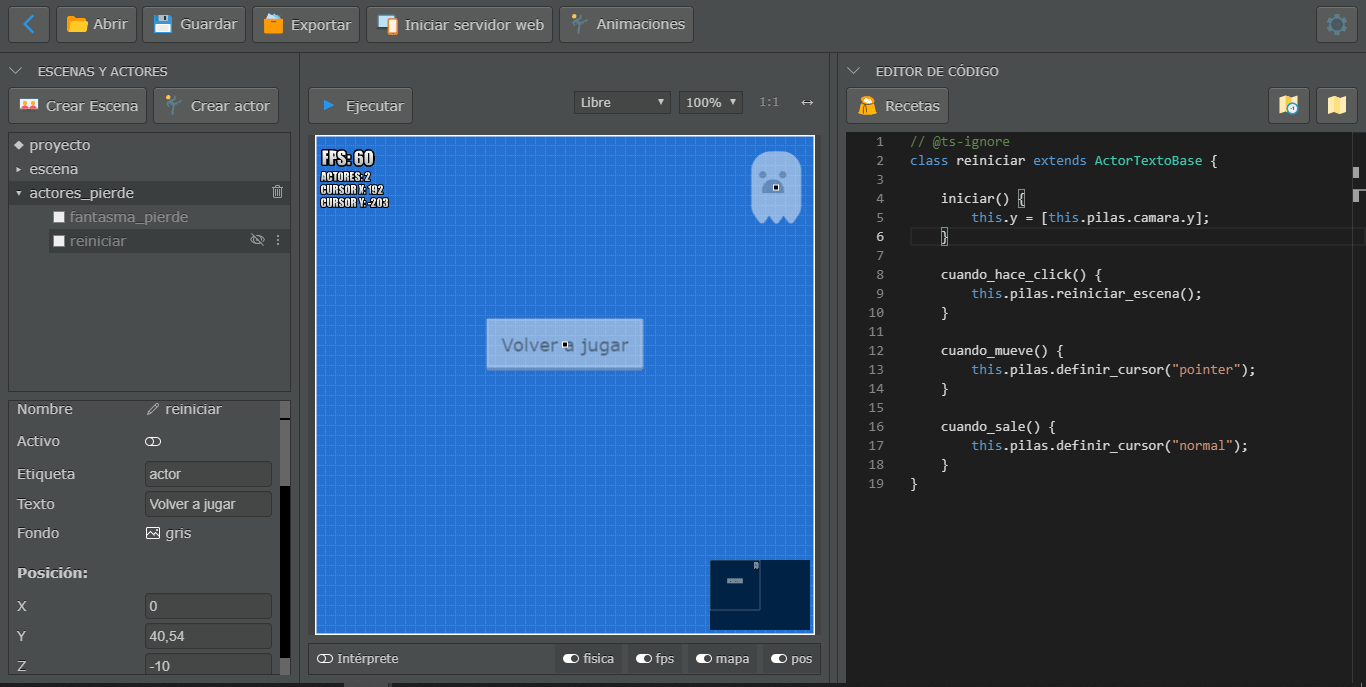 Abrir
Guardar
Exportar
Iniciar servidor web
Animaciones
ESCENAS Y ACTORES
Crear Escena
Crear actor
proyecto
escena
actores_pierde
fantasma_pierde
reiniciar
Nombre
reiniciar
Activo
Etiqueta
actor
Texto
Volver a jugar
Fondo
gris
Posición:
X
0
Y
40,54
Z
-10
Ejecutar
Libre
100%
1:1
FPS: 60
ACTORES: 2
CURSOR X: 192
CURSOR Y: -203
Volver a jugar
Intérprete
fisica
fps
mapa
pos
EDITOR DE CÓDIGO
Recetas
1 // @ts-ignore
2 class reiniciar extends ActorTextoBase {
3
4 iniciar() {
5 this.y = [this.pilas.camara.y];
6 }
7
8 cuando_hace_click() {
9 this.pilas.reiniciar_escena();
10 }
11
12 cuando_mueve() {
13 this.pilas.definir_cursor("pointer");
14 }
15
16 cuando_sale() {
17 this.pilas.definir_cursor("normal");
18 }
19 }